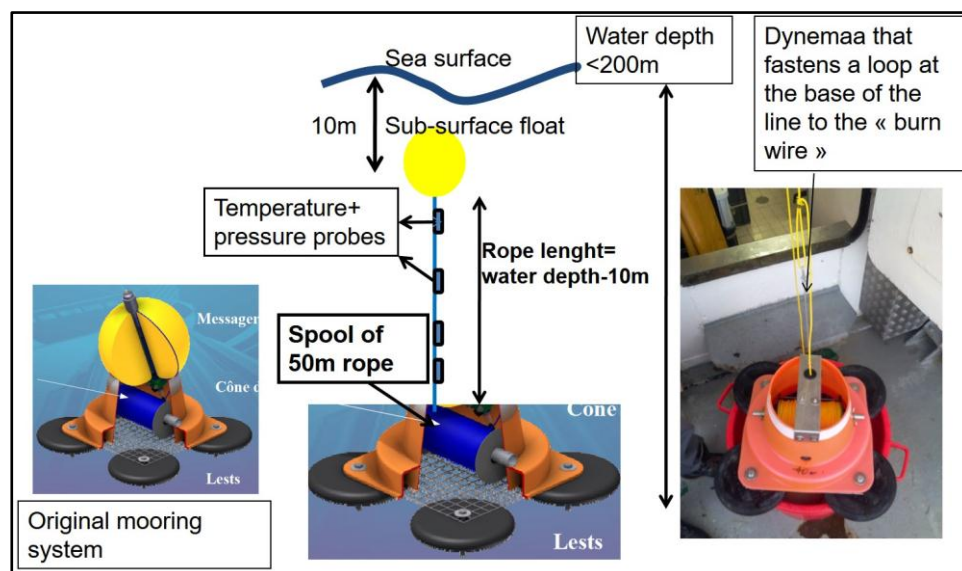 Sea surface
10m
Sub-surface float
Water depth
<200m
Dynemaa that
fastens a loop at
the base of the
line to the « burn
wire »
Temperature+
pressure probes
Rope lenght=
water depth-10m
Spool of
50m rope
Messager
Cône d
Lests
Original mooring
system
Cone
Lests